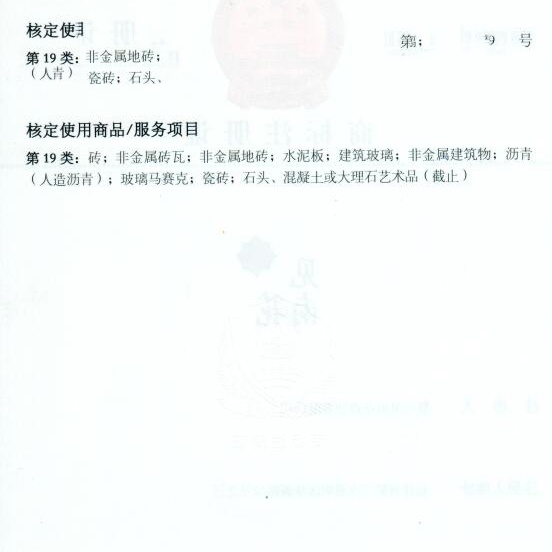 核定使
第 号
第 19 类：非金属地砖；
（人青） 瓷砖；石头、
核定使用商品/服务项目
第 19 类：砖；非金属砖瓦；非金属地砖；水泥板；建筑玻璃；非金属建筑物；沥青
（人造沥青）；玻璃马赛克；瓷砖；石头、混凝土或大理石艺术品（截止）